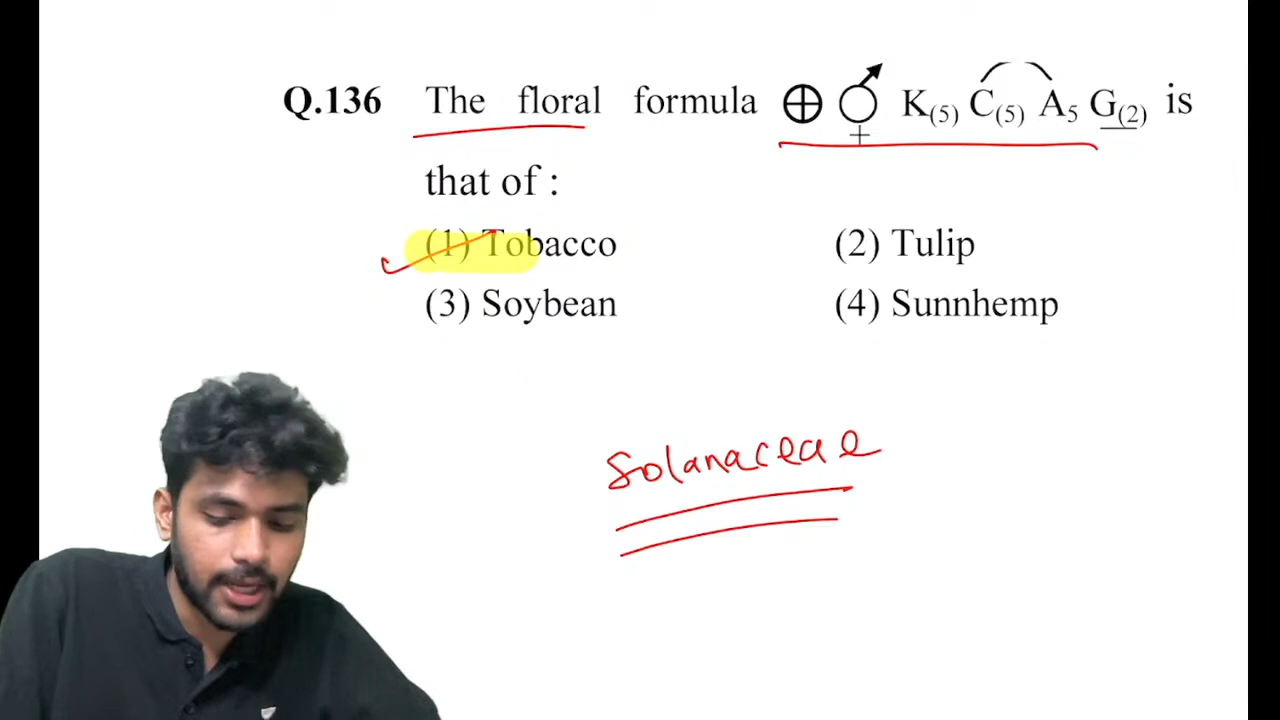 Q.136 The floral formula ⊕ ⚥ K(5) C(5) A5 G(2) is
that of :
(1) Tobacco (2) Tulip
(3) Soybean (4) Sunnhemp
Solanaceae